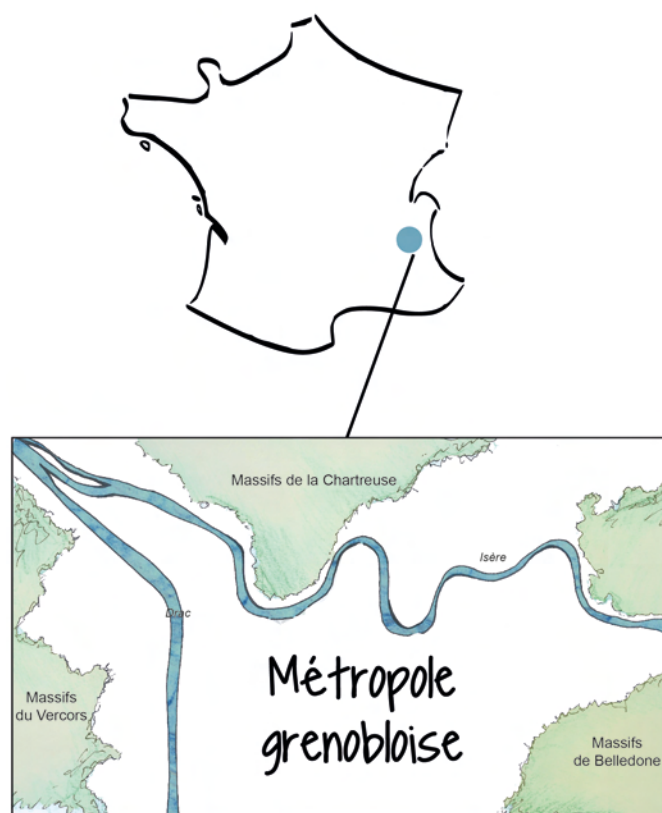 Massifs de la Chartreuse
Isère
Drac
Métropole
grenobloise
Massifs
du Vercors
Massifs
de Belledone